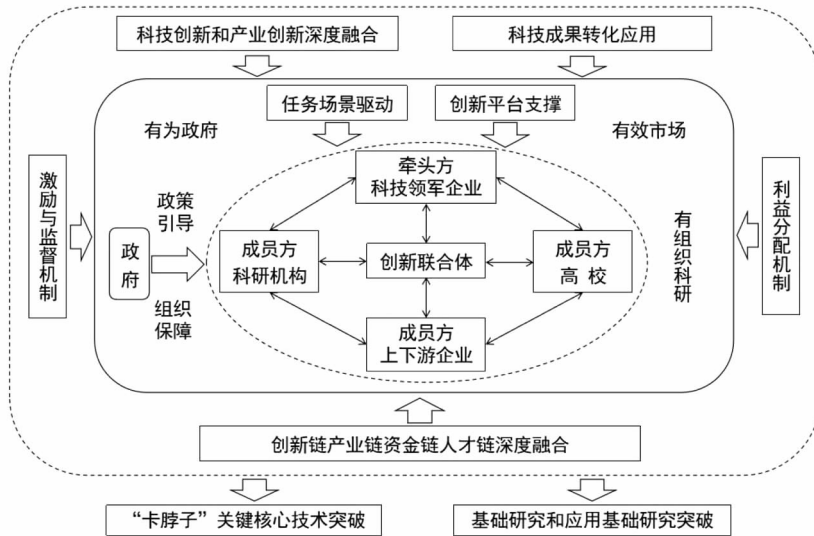 科技创新和产业创新深度融合
科技成果转化应用
任务场景驱动
创新平台支撑
有为政府
有效市场
牵头方
科技领军企业
激励与监督机制
政策
引导
政府
组织
保障
成员方
科研机构
创新联合体
成员方
高 校
有组织科研
利益分配机制
成员方
上下游企业
创新链产业链资金链人才链深度融合
“卡脖子”关键核心技术突破
基础研究和应用基础研究突破